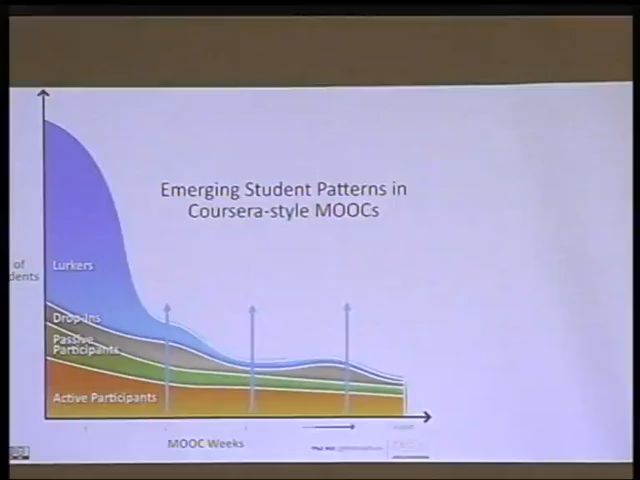 Emerging Student Patterns in
Coursera-style MOOCs
of
dents
Lurkers
Drop-Ins
Passive
Participants
Active Participants
MOOC Weeks